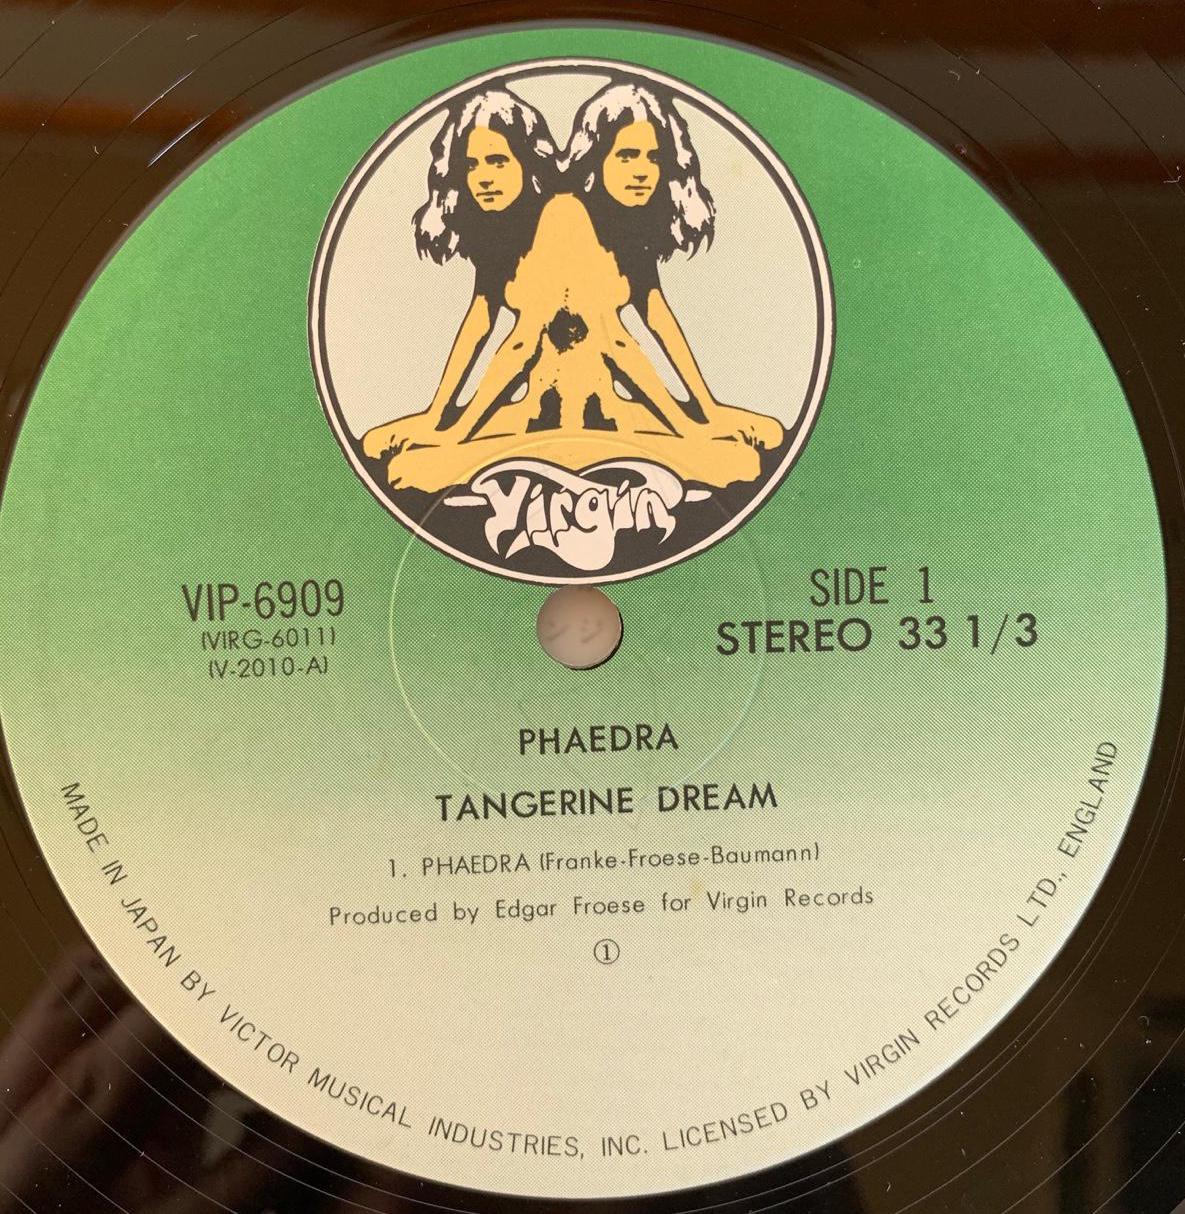 Virgin
VIP-6909
(VIRG-6011)
(V-2010-A)
SIDE 1
STEREO 33 1/3
PHAEDRA
TANGERINE DREAM
1. PHAEDRA (Franke-Froese-Baumann)
Produced by Edgar Froese for Virgin Records
①
MADE IN JAPAN BY VICTOR MUSICAL INDUSTRIES, INC. LICENSED BY VIRGIN RECORDS LTD., ENGLAND